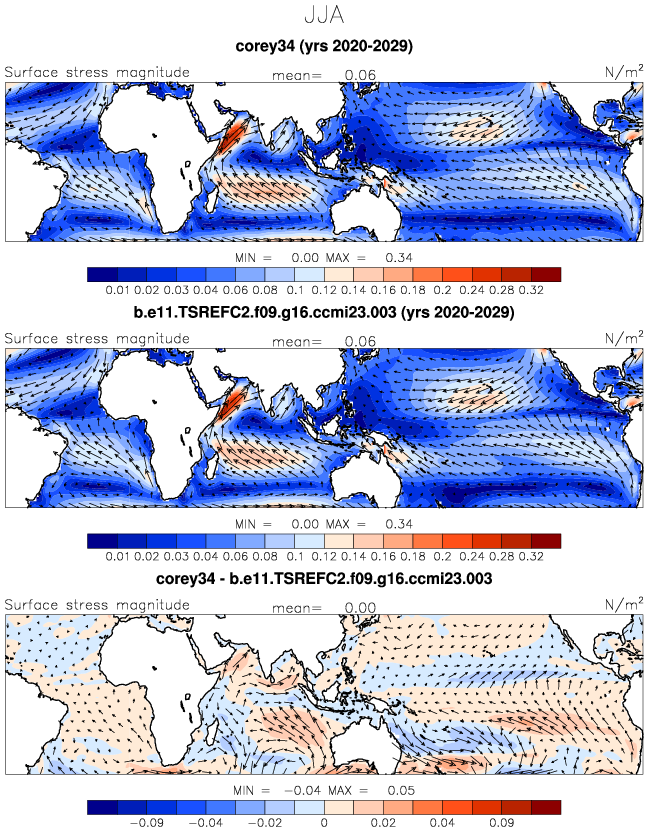 JJA
corey34 (yrs 2020-2029)
Surface stress magnitude mean= 0.06 N/m²
MIN = 0.00 MAX = 0.34
0.01 0.02 0.03 0.04 0.06 0.08 0.1 0.12 0.14 0.16 0.18 0.2 0.24 0.28 0.32
b.e11.TSREFC2.f09.g16.ccmi23.003 (yrs 2020-2029)
Surface stress magnitude mean= 0.06 N/m²
MIN = 0.00 MAX = 0.34
0.01 0.02 0.03 0.04 0.06 0.08 0.1 0.12 0.14 0.16 0.18 0.2 0.24 0.28 0.32
corey34 - b.e11.TSREFC2.f09.g16.ccmi23.003
Surface stress magnitude mean= 0.00 N/m²
MIN = −0.04 MAX = 0.05
−0.09 −0.04 −0.02 0 0.02 0.04 0.09